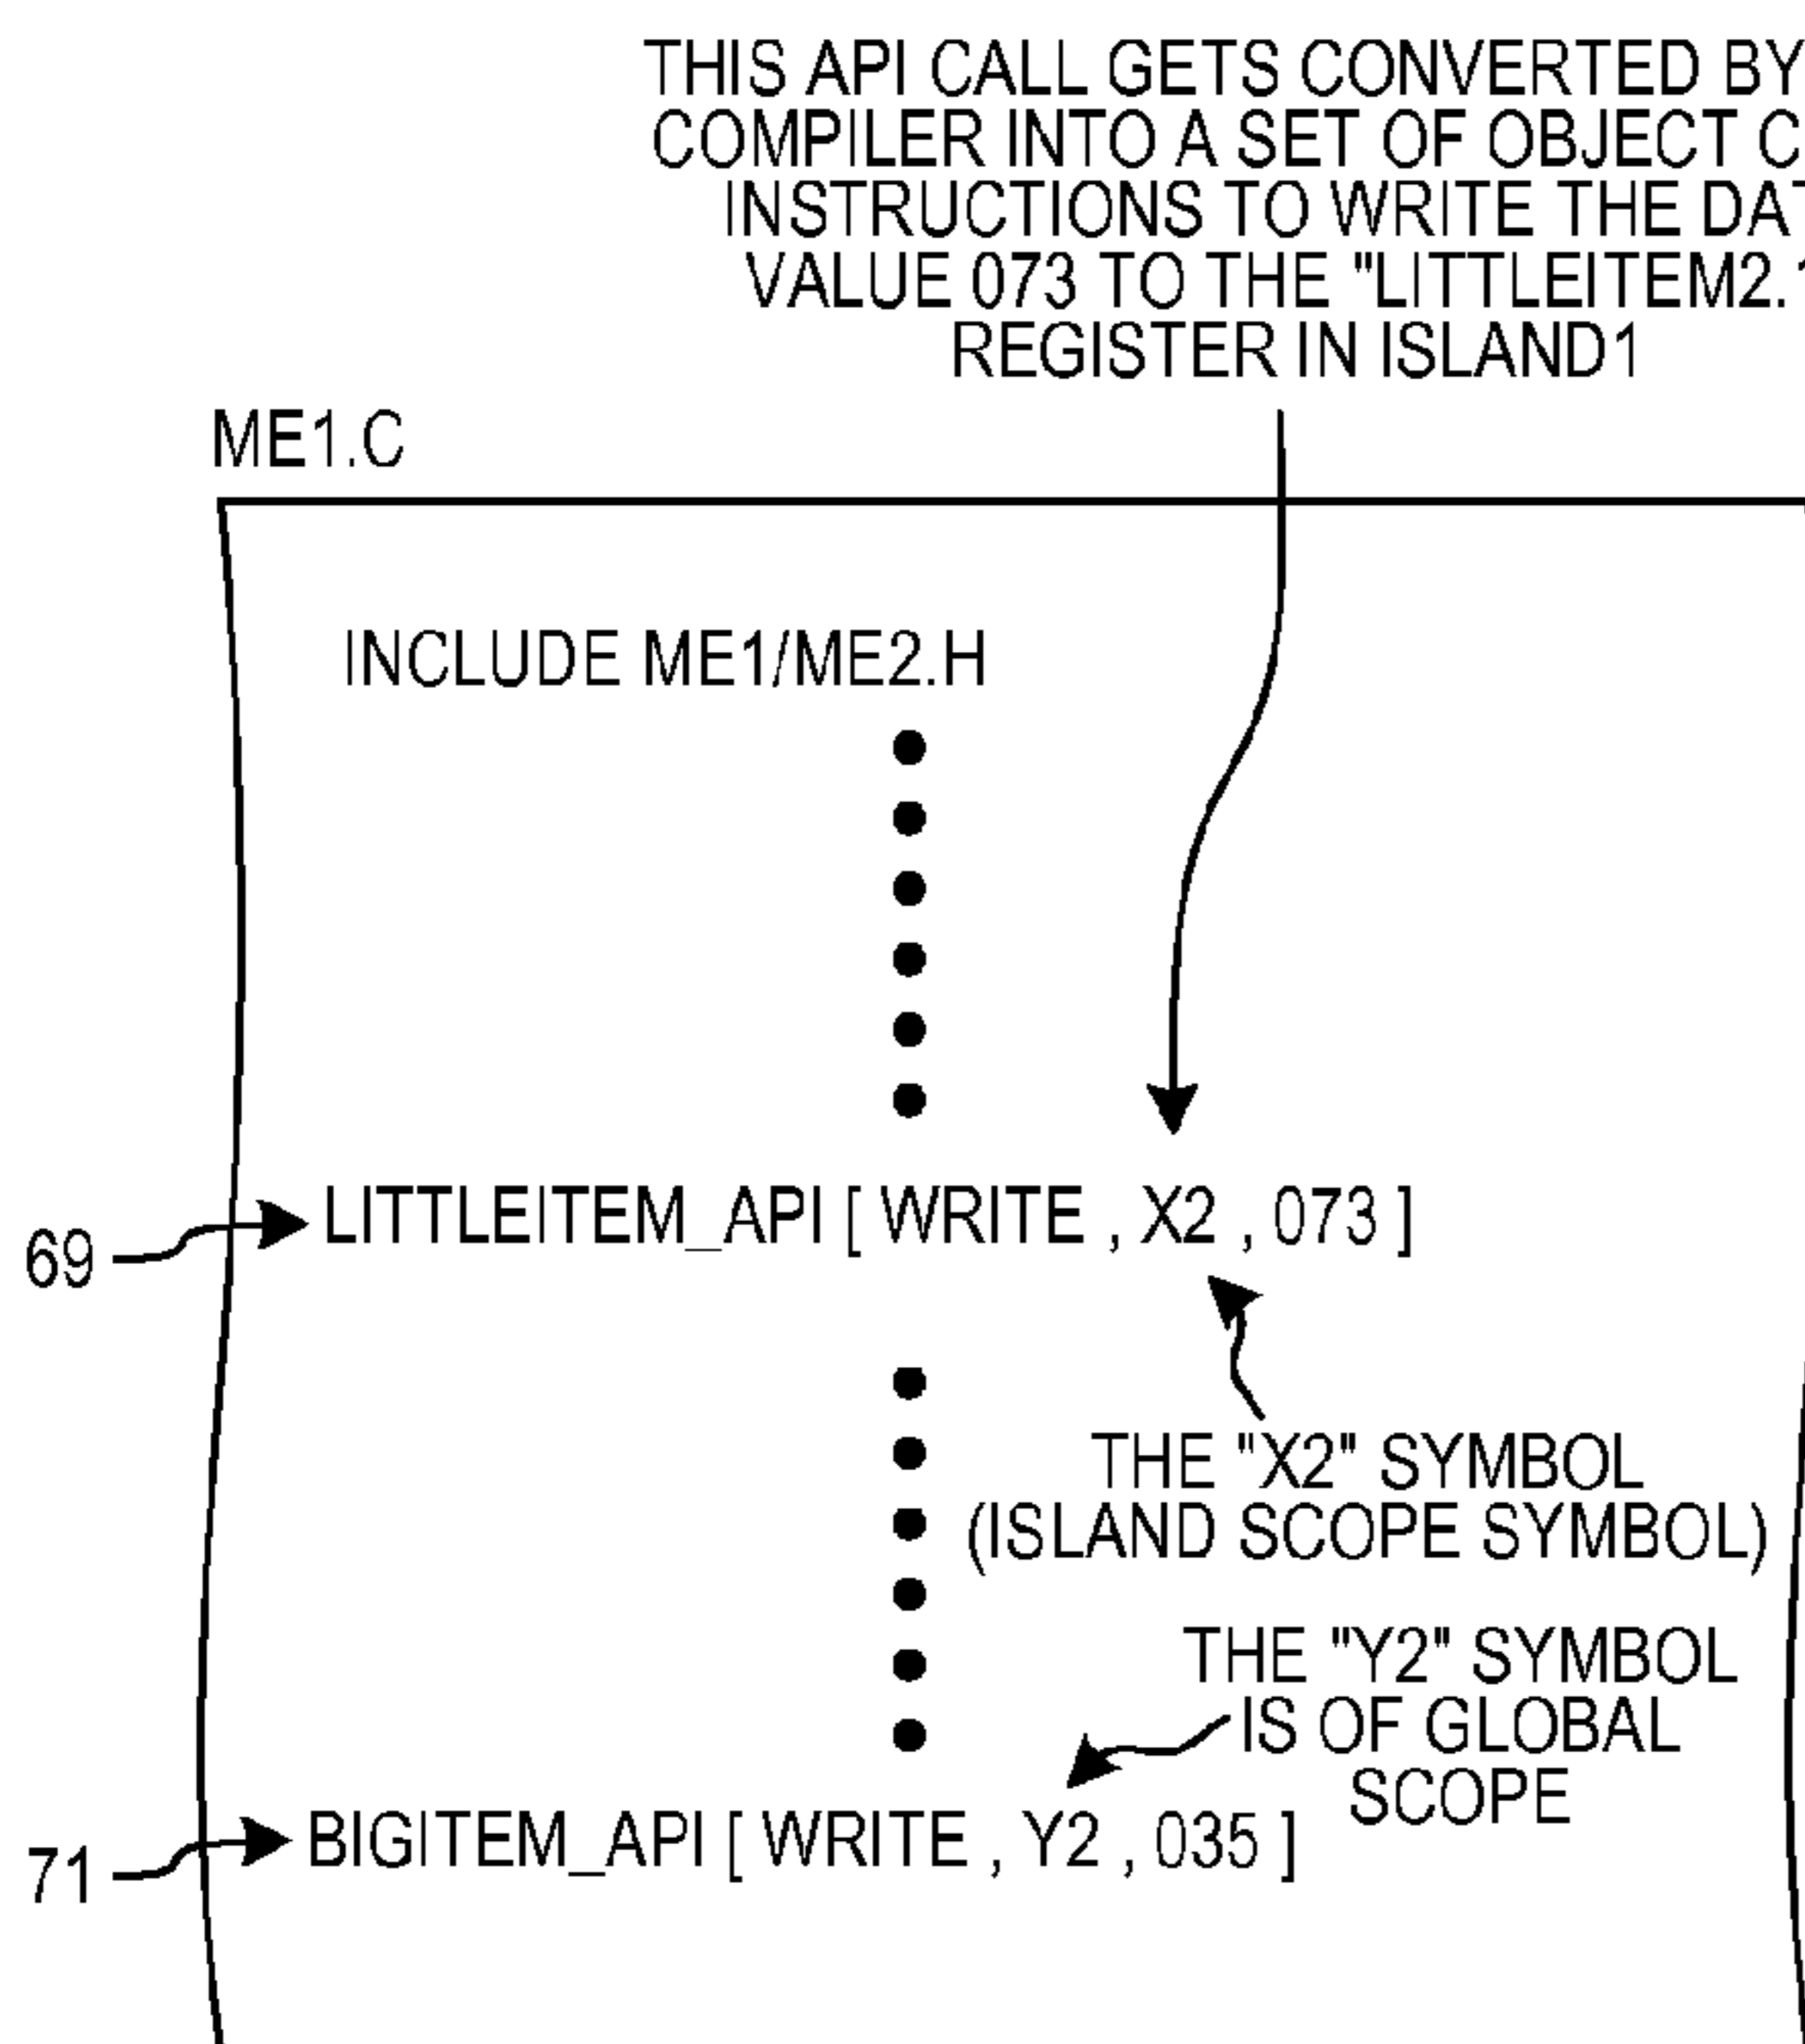 THIS API CALL GETS CONVERTED BY
COMPILER INTO A SET OF OBJECT
INSTRUCTIONS TO WRITE THE
VALUE 073 TO THE "LITTLEITEM2.1
REGISTER IN ISLAND1
ME1.C
INCLUDE ME1/ME2.H
69 LITTLEITEM_API [ WRITE , X2 , 073 ]
THE "X2" SYMBOL
(ISLAND SCOPE SYMBOL)
THE "Y2" SYMBOL
IS OF GLOBAL
SCOPE
71 BIGITEM_API [ WRITE , Y2 , 035 ]